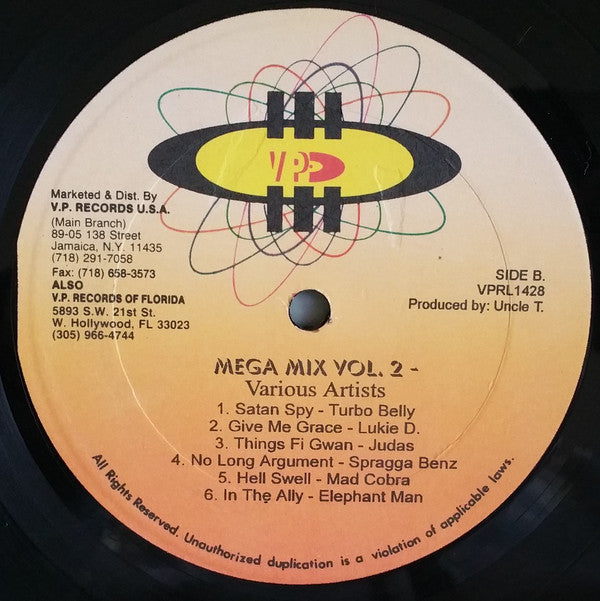 VP
Marketed & Dist. By
V.P. RECORDS U.S.A.
(Main Branch)
89-05 138 Street
Jamaica, N.Y. 11435
(718) 291-7058
Fax: (718) 658-3573
ALSO
V.P. RECORDS OF FLORIDA
5893 S.W. 21st St.
W. Hollywood, FL 33023
(305) 966-4744
SIDE B.
VPRL1428
Produced by: Uncle T.
MEGA MIX VOL. 2 -
Various Artists
1. Satan Spy - Turbo Belly
2. Give Me Grace - Lukie D.
3. Things Fi Gwan - Judas
4. No Long Argument - Spragga Benz
5. Hell Swell - Mad Cobra
6. In The Ally - Elephant Man
All Rights Reserved. Unauthorized duplication is a violation of applicable laws.